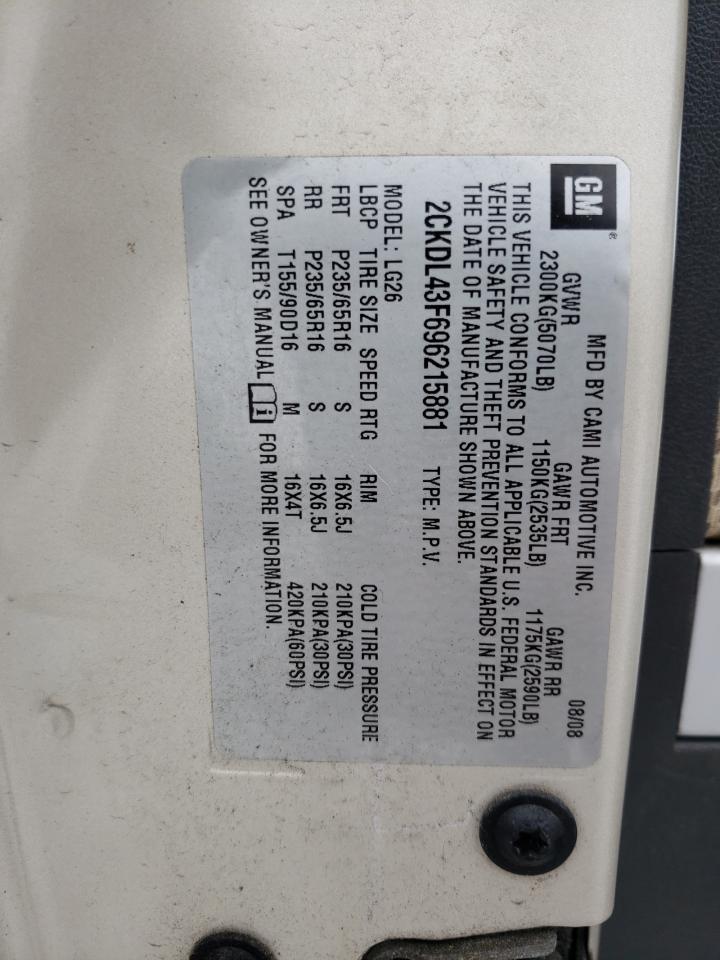 GM®
MFD BY CAMI AUTOMOTIVE INC. 08/08
GVWR GAWR FRT GAWR RR
2300KG(5070LB) 1150KG(2535LB) 1175KG(2590LB)
THIS VEHICLE CONFORMS TO ALL APPLICABLE U.S. FEDERAL MOTOR
VEHICLE SAFETY AND THEFT PREVENTION STANDARDS IN EFFECT ON
THE DATE OF MANUFACTURE SHOWN ABOVE.
2CKDL43F696215881 TYPE: M.P.V.
MODEL: LG26
LBCP TIRE SIZE SPEED RTG RIM COLD TIRE PRESSURE
FRT P235/65R16 S 16X6.5J 210KPA(30PSI)
RR P235/65R16 S 16X6.5J 210KPA(30PSI)
SPA T155/90D16 M 16X4T 420KPA(60PSI)
SEE OWNER'S MANUAL FOR MORE INFORMATION.